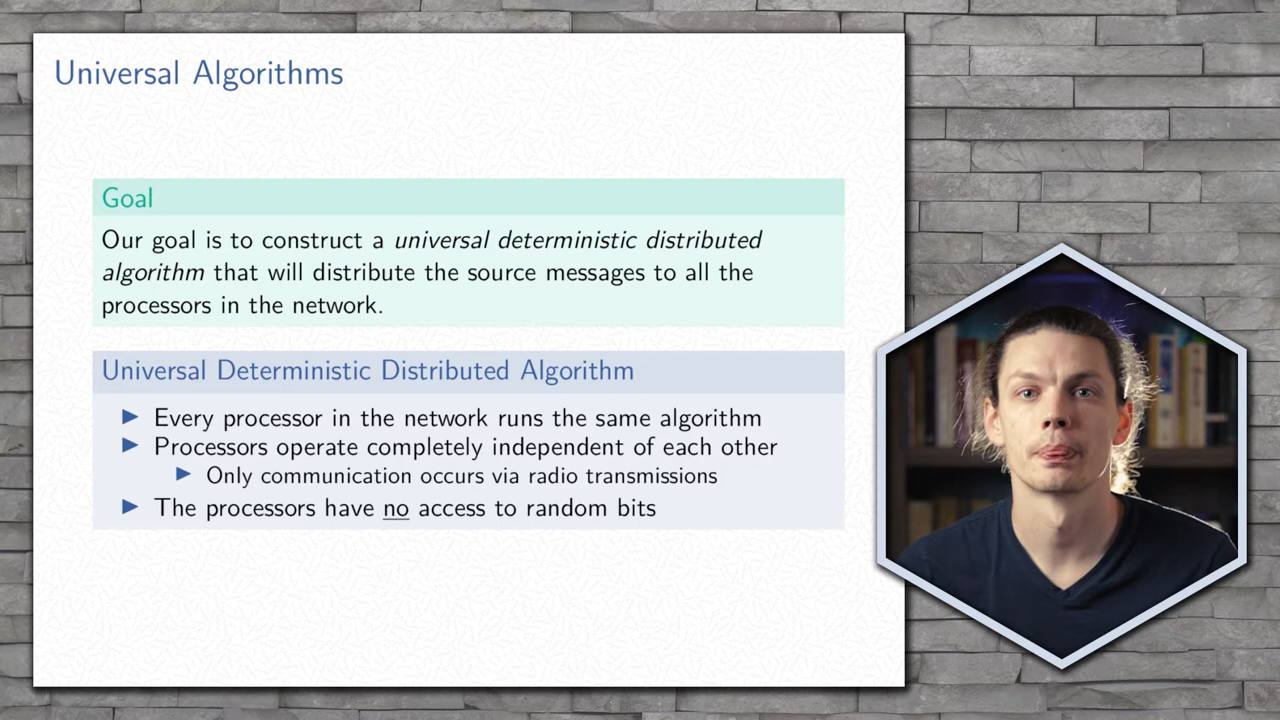 Universal Algorithms
Goal
Our goal is to construct a universal deterministic distributed
algorithm that will distribute the source messages to all the
processors in the network.
Universal Deterministic Distributed Algorithm
Every processor in the network runs the same algorithm
Processors operate completely independent of each other
Only communication occurs via radio transmissions
The processors have no access to random bits